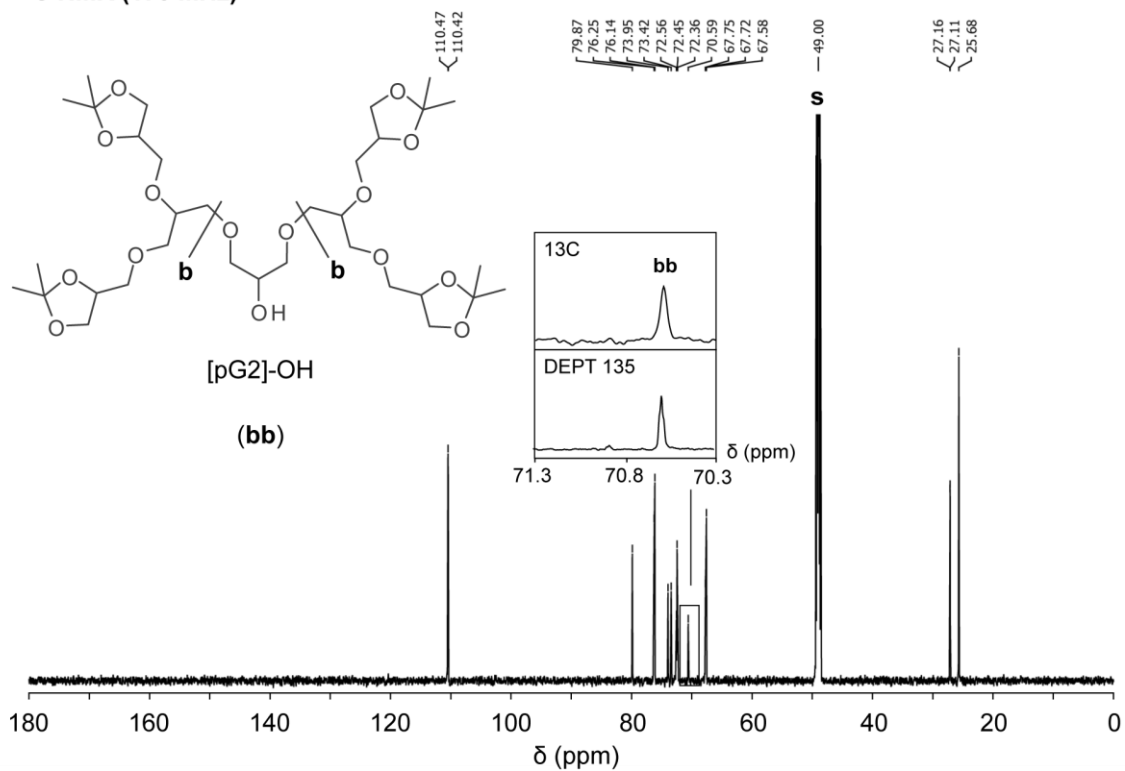 110.47
110.42
79.87
76.25
76.14
73.95
73.42
72.56
72.45
72.36
70.59
67.75
67.72
67.58
49.00
27.16
27.11
25.68
s
O
O
O
O
O
O
O
O
b
b
O
O
O
O
O
O
OH
O
O
[pG2]-OH
(bb)
13C
bb
DEPT 135
71.3 70.8 70.3
δ (ppm)
180 160 140 120 100 80 60 40 20 0
δ (ppm)